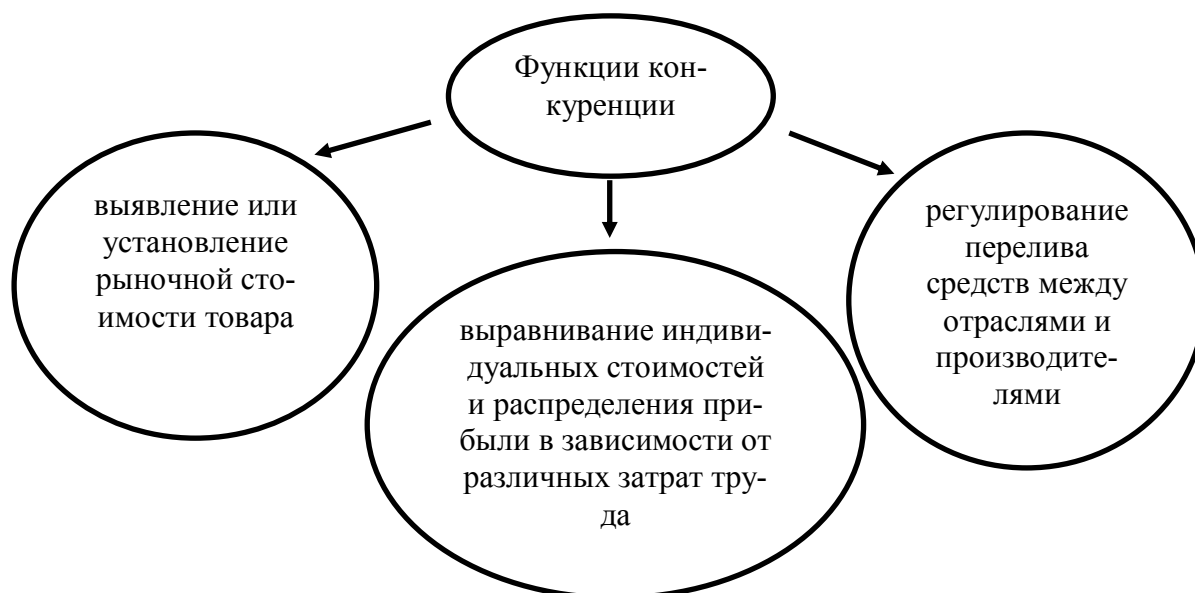 Функции кон-
куренции
выявление или
установление
рыночной сто-
имости товара
выравнивание индиви-
дуальных стоимостей
и распределения при-
были в зависимости от
различных затрат тру-
да
регулирование
перелива
средств между
отраслями и
производите-
лями